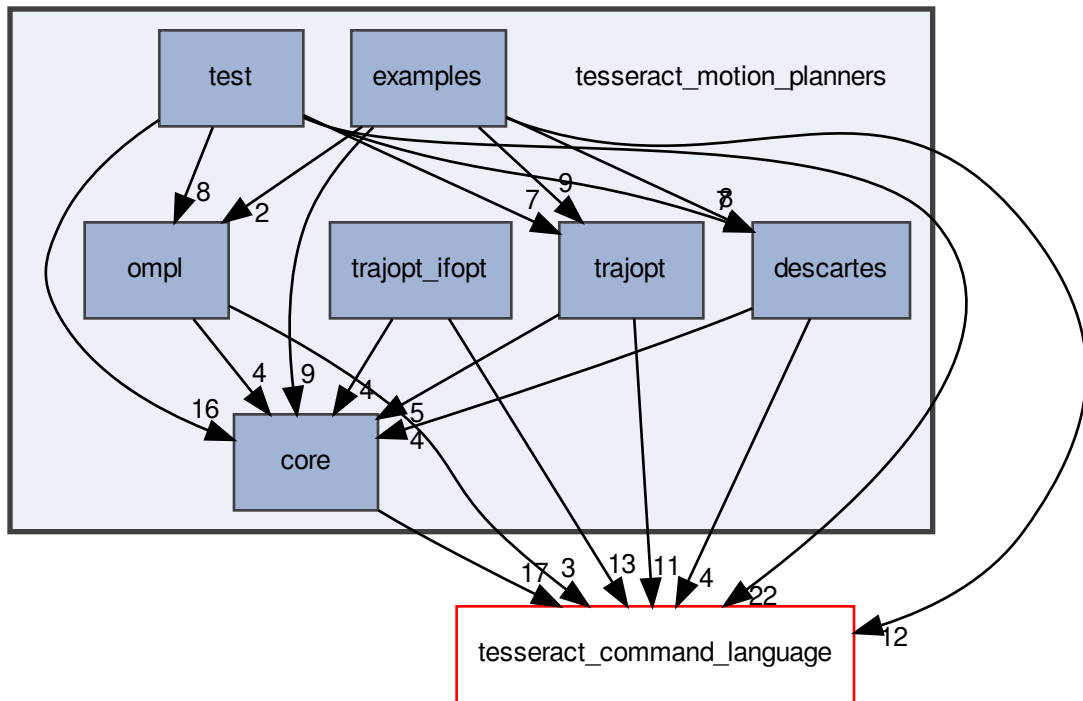 test
examples
tesseract_motion_planners
8
2
7
9
7
8
ompl
trajopt_ifopt
trajopt
descartes
16
4
9
4
5
4
core
17
3
13
11
4
22
12
tesseract_command_language